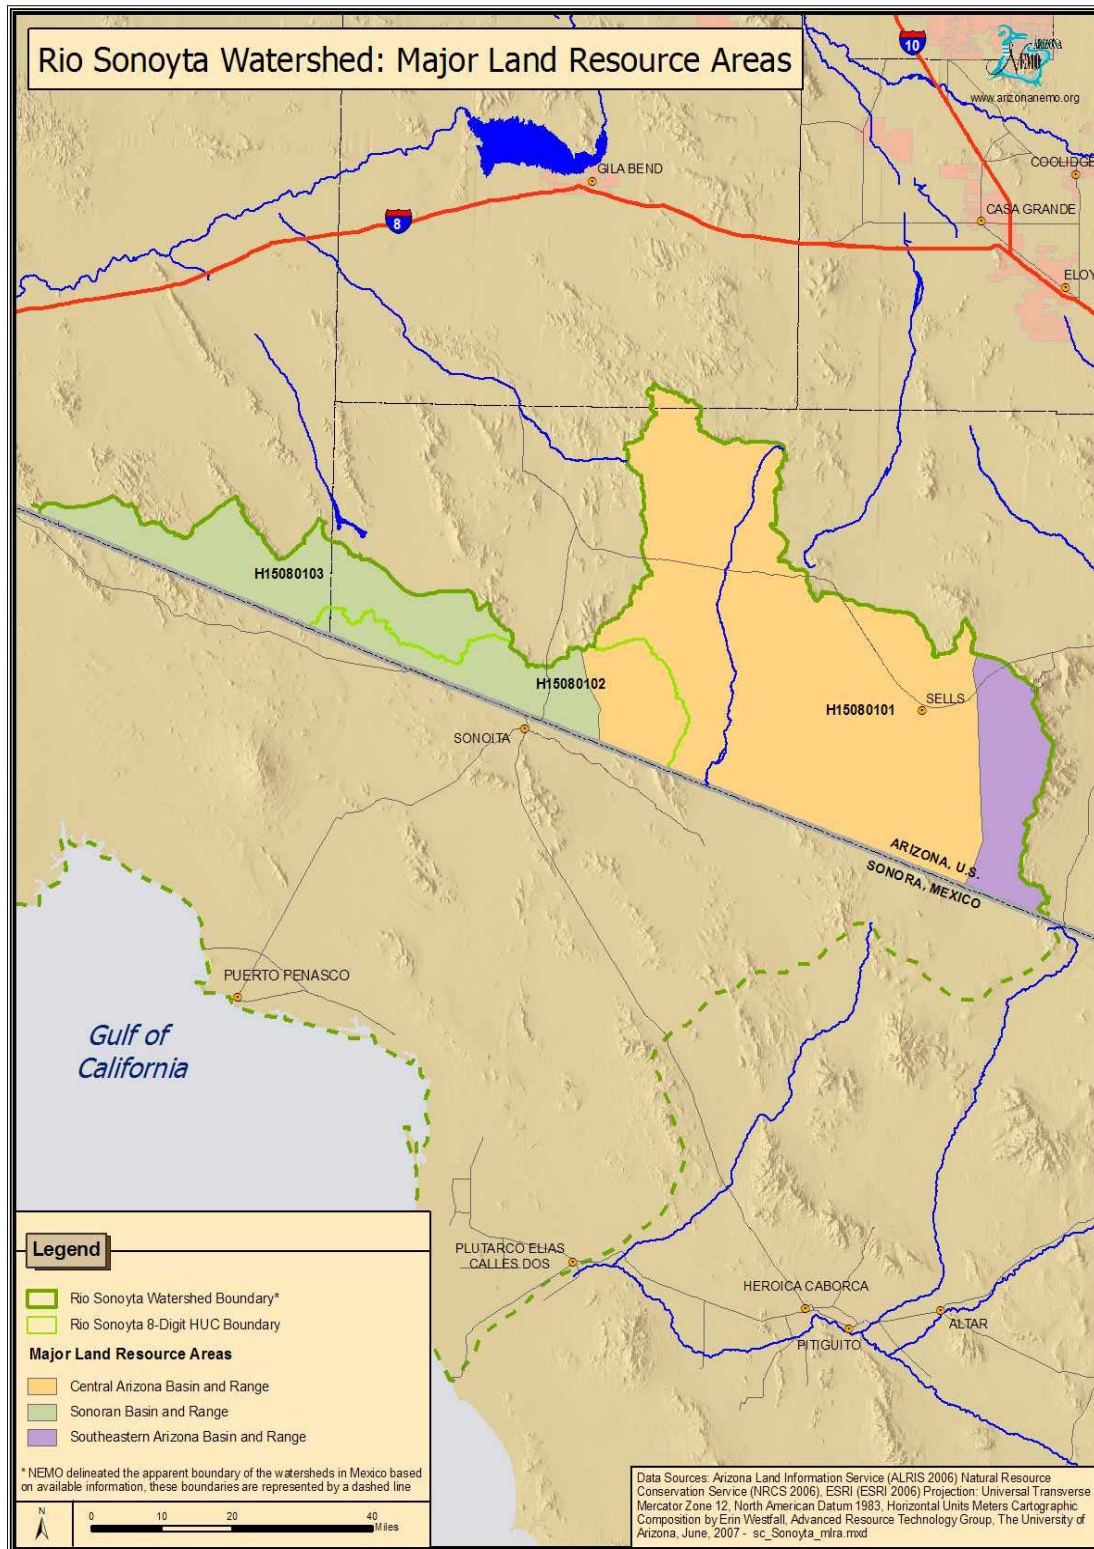 Rio Sonoyta Watershed: Major Land Resource Areas
10
ARIZONA
NEMO
www.arizonanemo.org
GILA BEND
COOLIDGE
8
CASA GRANDE
ELOY
H15080103
H15080102
H15080101
SELLS
SONOITA
ARIZONA, U.S.
SONORA, MEXICO
PUERTO PENASCO
Gulf of
California
PLUTARCO ELIAS
CALLES DOS
HEROICA CABORCA
ALTAR
PITIGUITO
Legend
Rio Sonoyta Watershed Boundary*
Rio Sonoyta 8-Digit HUC Boundary
Major Land Resource Areas
Central Arizona Basin and Range
Sonoran Basin and Range
Southeastern Arizona Basin and Range
* NEMO delineated the apparent boundary of the watersheds in Mexico based
on available information, these boundaries are represented by a dashed line
N
0 10 20 40
Miles
Data Sources: Arizona Land Information Service (ALRIS 2006) Natural Resource
Conservation Service (NRCS 2006), ESRI (ESRI 2006) Projection: Universal Transverse
Mercator Zone 12, North American Datum 1983, Horizontal Units Meters Cartographic
Composition by Erin Westfall, Advanced Resource Technology Group, The University of
Arizona, June, 2007 - sc_Sonoyta_mlra.mxd